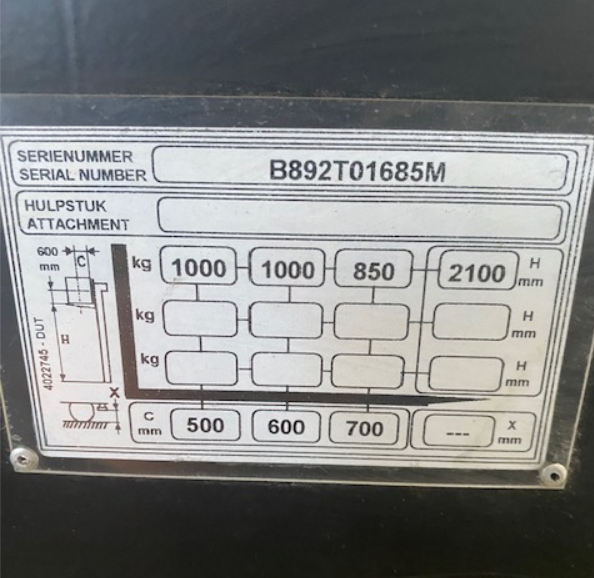 SERIENUMMER
SERIAL NUMBER B892T01685M
HULPSTUK
ATTACHMENT
600 mm C
kg 1000 1000 850 2100 H mm
kg H mm
kg H mm
H
4022745 - DUT
X
C mm 500 600 700 --- X mm